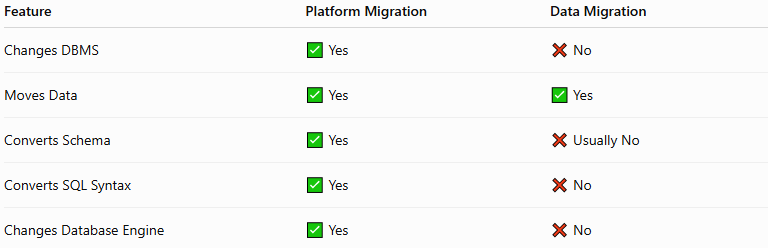 Feature Platform Migration Data Migration
Changes DBMS ✅ Yes ❌ No
Moves Data ✅ Yes ✅ Yes
Converts Schema ✅ Yes ❌ Usually No
Converts SQL Syntax ✅ Yes ❌ No
Changes Database Engine ✅ Yes ❌ No